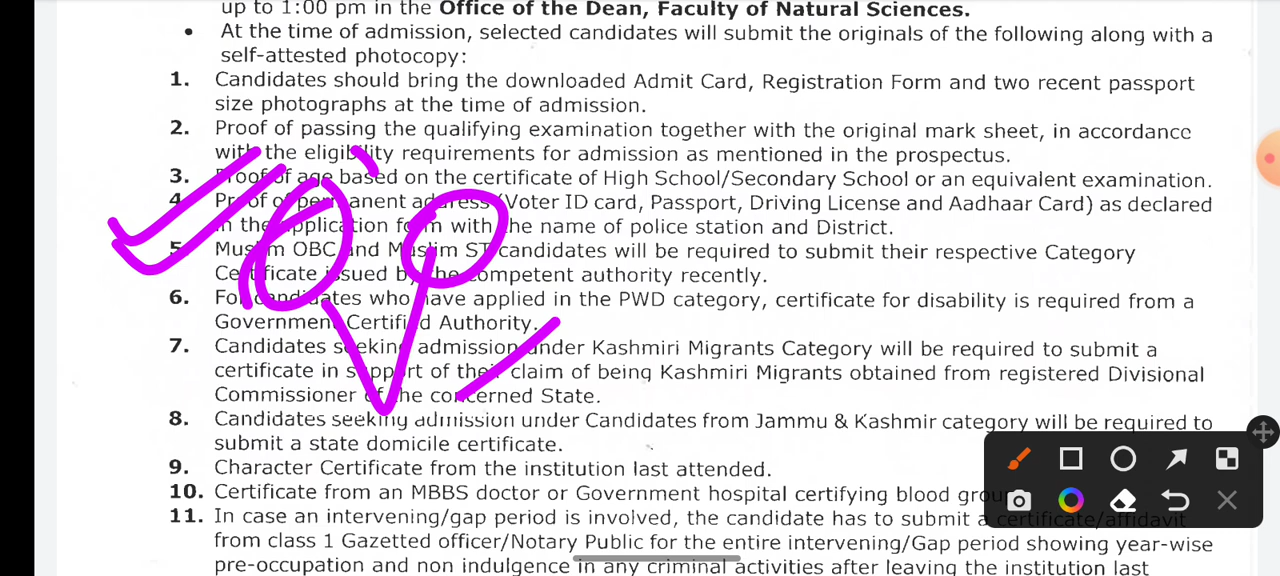 up to 1:00 pm in the Office of the Dean, Faculty of Natural Sciences.
• At the time of admission, selected candidates will submit the originals of the following along with a
self-attested photocopy:
1. Candidates should bring the downloaded Admit Card, Registration Form and two recent passport
size photographs at the time of admission.
2. Proof of passing the qualifying examination together with the original mark sheet, in accordance
with the eligibility requirements for admission as mentioned in the prospectus.
3. Proof of age based on the certificate of High School/Secondary School or an equivalent examination.
4. Proof of permanent address (Voter ID card, Passport, Driving License and Aadhaar Card) as declared
in the application form with the name of police station and District.
5. Muslim OBC and Muslim ST candidates will be required to submit their respective Category
Certificate issued by the competent authority recently.
6. For candidates who have applied in the PWD category, certificate for disability is required from a
Government Certified Authority.
7. Candidates seeking admission under Kashmiri Migrants Category will be required to submit a
certificate in support of their claim of being Kashmiri Migrants obtained from registered Divisional
Commissioner of the concerned State.
8. Candidates seeking admission under Candidates from Jammu & Kashmir category will be required to
submit a state domicile certificate.
9. Character Certificate from the institution last attended.
10. Certificate from an MBBS doctor or Government hospital certifying blood grou
11. In case an intervening/gap period is involved, the candidate has to submit a certificate/affidavit
from class 1 Gazetted officer/Notary Public for the entire intervening/Gap period showing year-wise
pre-occupation and non indulgence in any criminal activities after leaving the institution last